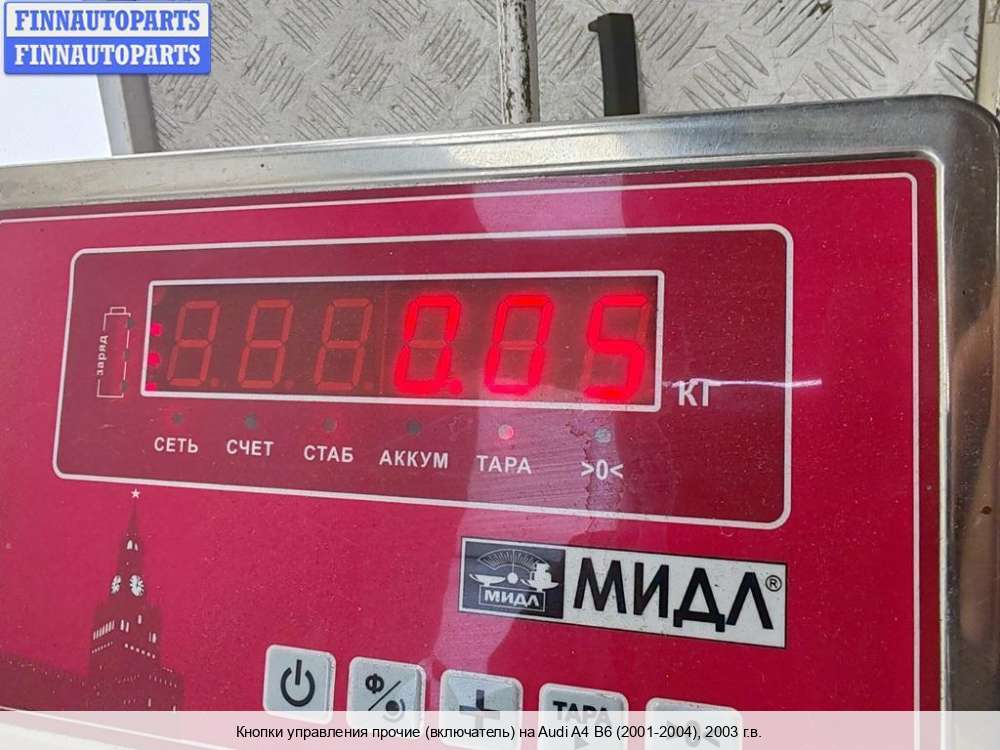 FINNAUTOPARTS
FINNAUTOPARTS
заряд
0.05 КГ
СЕТЬ СЧЕТ СТАБ АККУМ ТАРА >0<
МИДЛ МИДЛ®
Ф/
+
ТАРА
Кнопки управления прочие (включатель) на Audi A4 B6 (2001-2004), 2003 г.в.